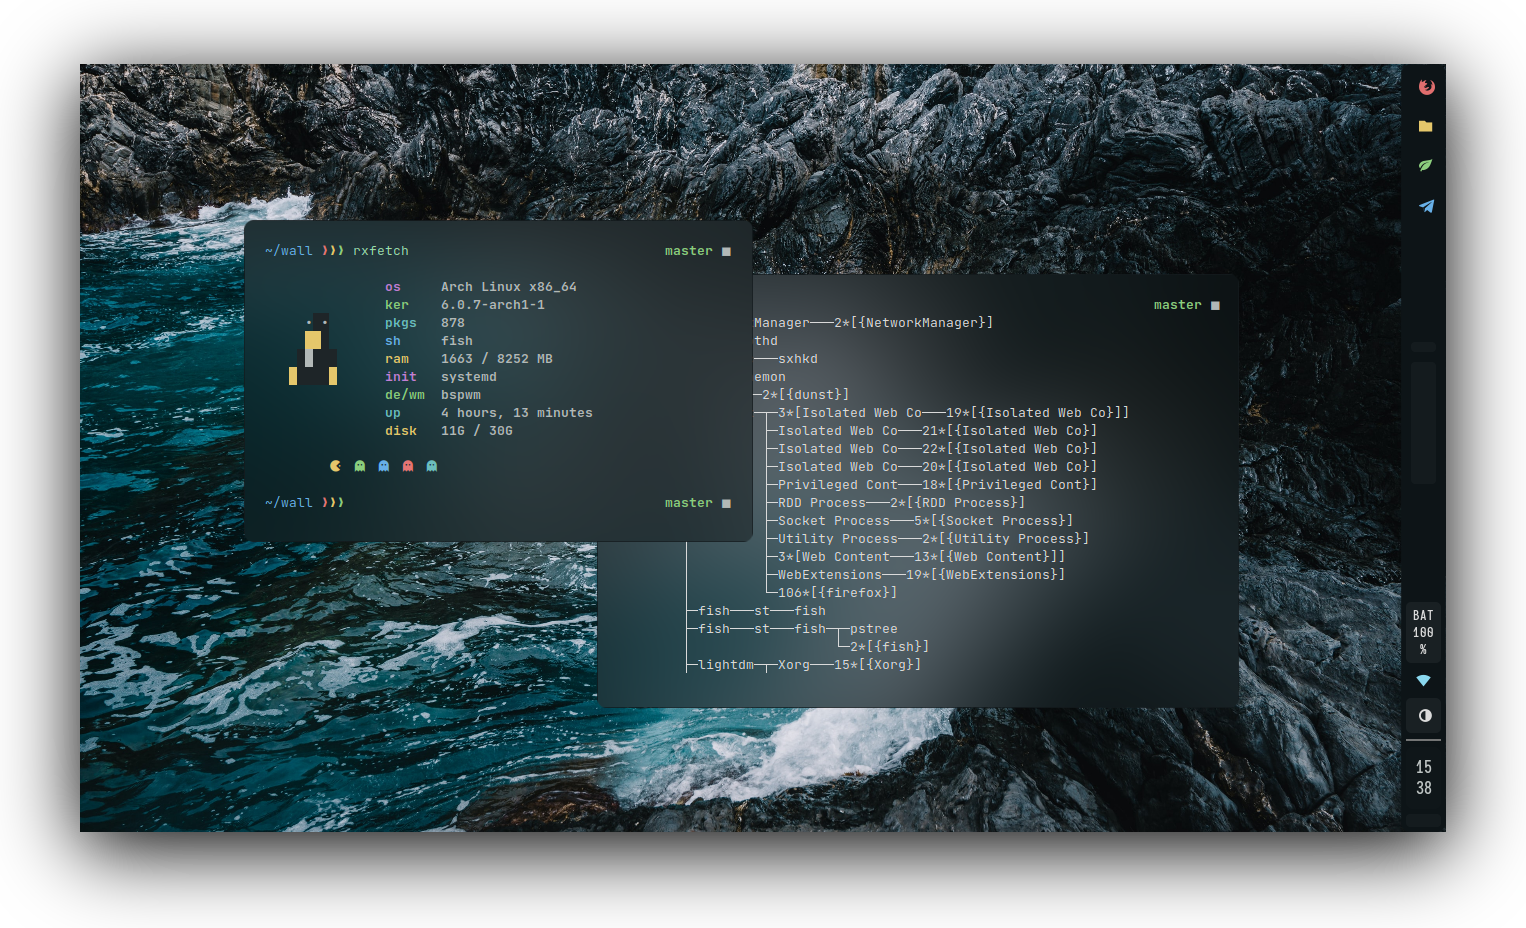 ~/wall ❫❫❫ rxfetch master ■
os Arch Linux x86_64
ker 6.0.7-arch1-1
pkgs 878
sh fish
ram 1663 / 8252 MB
init systemd
de/wm bspwm
up 4 hours, 13 minutes
disk 11G / 30G
~/wall ❫❫❫ master ■
master ■
Manager───2*[{NetworkManager}]
thd
───sxhkd
emon
─2*[{dunst}]
─┬─3*[Isolated Web Co───19*[{Isolated Web Co}]]
├─Isolated Web Co───21*[{Isolated Web Co}]
├─Isolated Web Co───22*[{Isolated Web Co}]
├─Isolated Web Co───20*[{Isolated Web Co}]
├─Privileged Cont───18*[{Privileged Cont}]
├─RDD Process───2*[{RDD Process}]
├─Socket Process───5*[{Socket Process}]
├─Utility Process───2*[{Utility Process}]
├─3*[Web Content───13*[{Web Content}]]
├─WebExtensions───19*[{WebExtensions}]
└─106*[{firefox}]
├─fish───st───fish
├─fish───st───fish─┬─pstree
└─2*[{fish}]
├─lightdm─┬─Xorg───15*[{Xorg}]
BAT
100
%
15
38